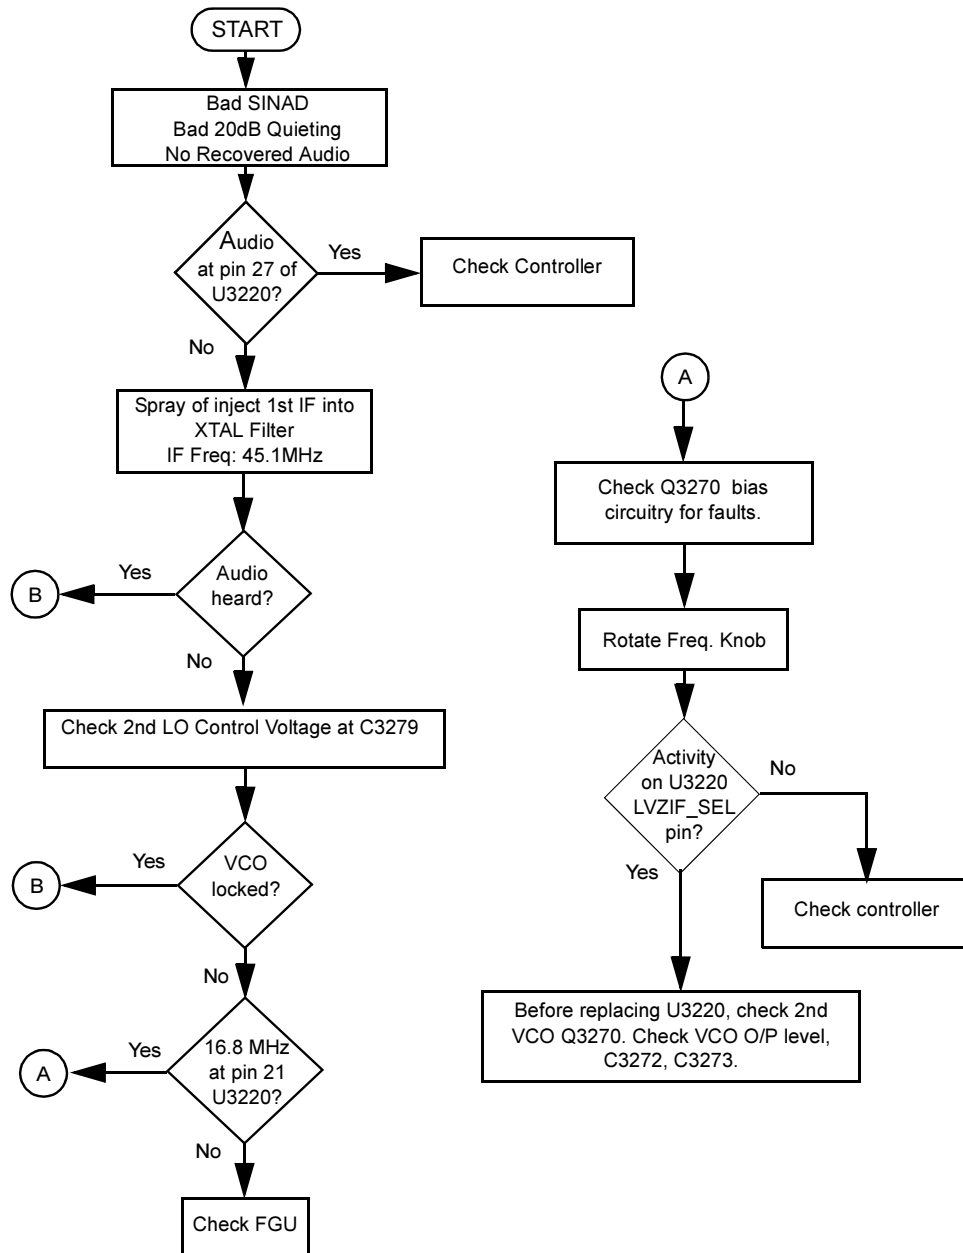 START
Bad SINAD
Bad 20dB Quieting
No Recovered Audio
Audio
at pin 27 of
U3220?
Yes
Check Controller
No
Spray of inject 1st IF into
XTAL Filter
IF Freq: 45.1MHz
Audio
heard?
Yes
B
No
Check 2nd LO Control Voltage at C3279
VCO
locked?
Yes
B
No
16.8 MHz
at pin 21
U3220?
Yes
A
No
Check FGU
A
Check Q3270 bias
circuitry for faults.
Rotate Freq. Knob
Activity
on U3220
LVZIF_SEL
pin?
No
Check controller
Yes
Before replacing U3220, check 2nd
VCO Q3270. Check VCO O/P level,
C3272, C3273.